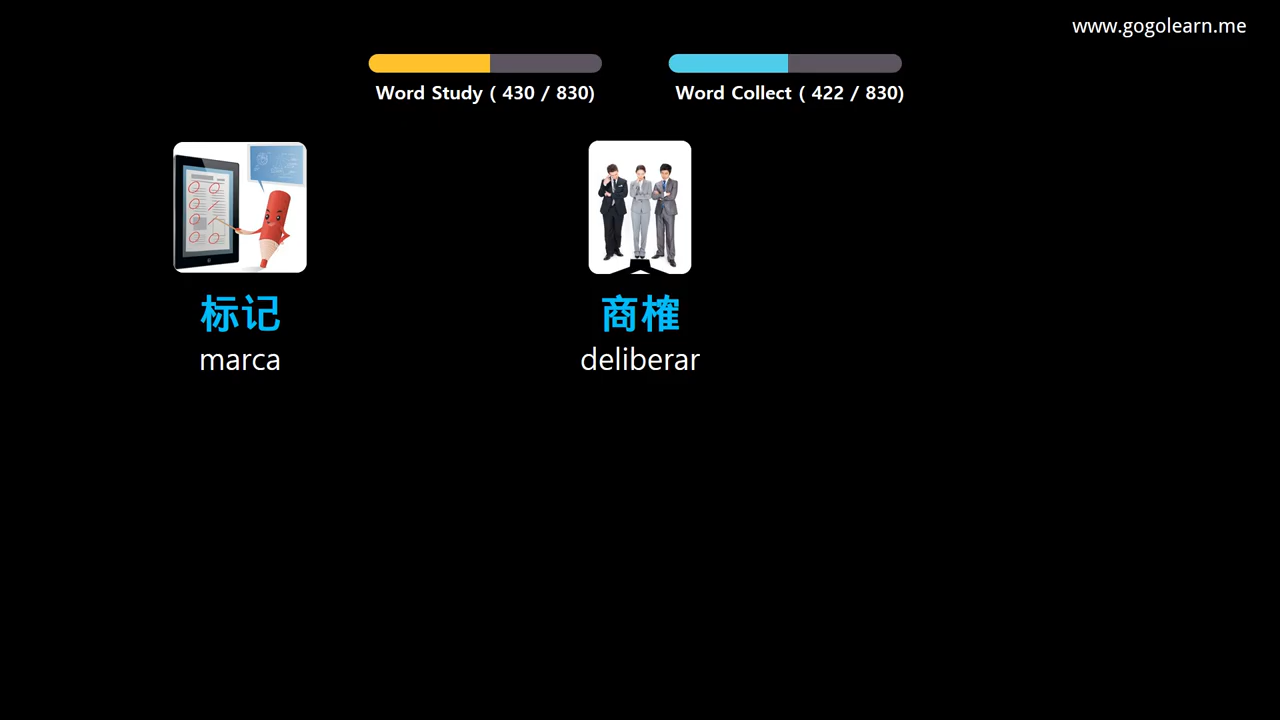 www.gogolearn.me
Word Study ( 430 / 830)
Word Collect ( 422 / 830)
标记
商榷
marca
deliberar